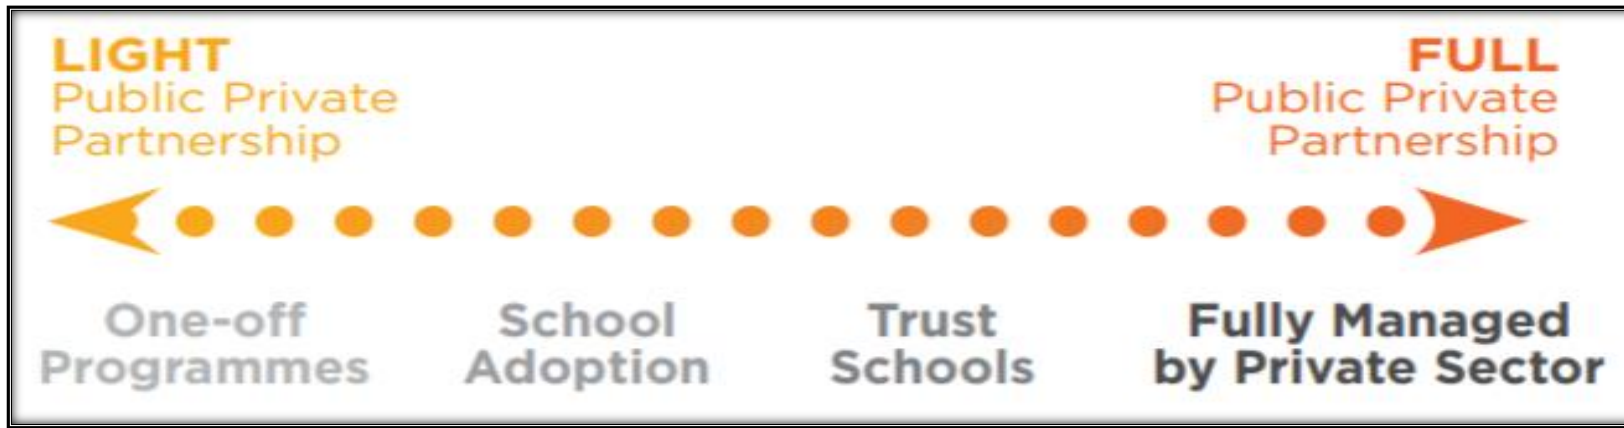 LIGHT
Public Private
Partnership
FULL
Public Private
Partnership
One-off
Programmes
School
Adoption
Trust
Schools
Fully Managed
by Private Sector